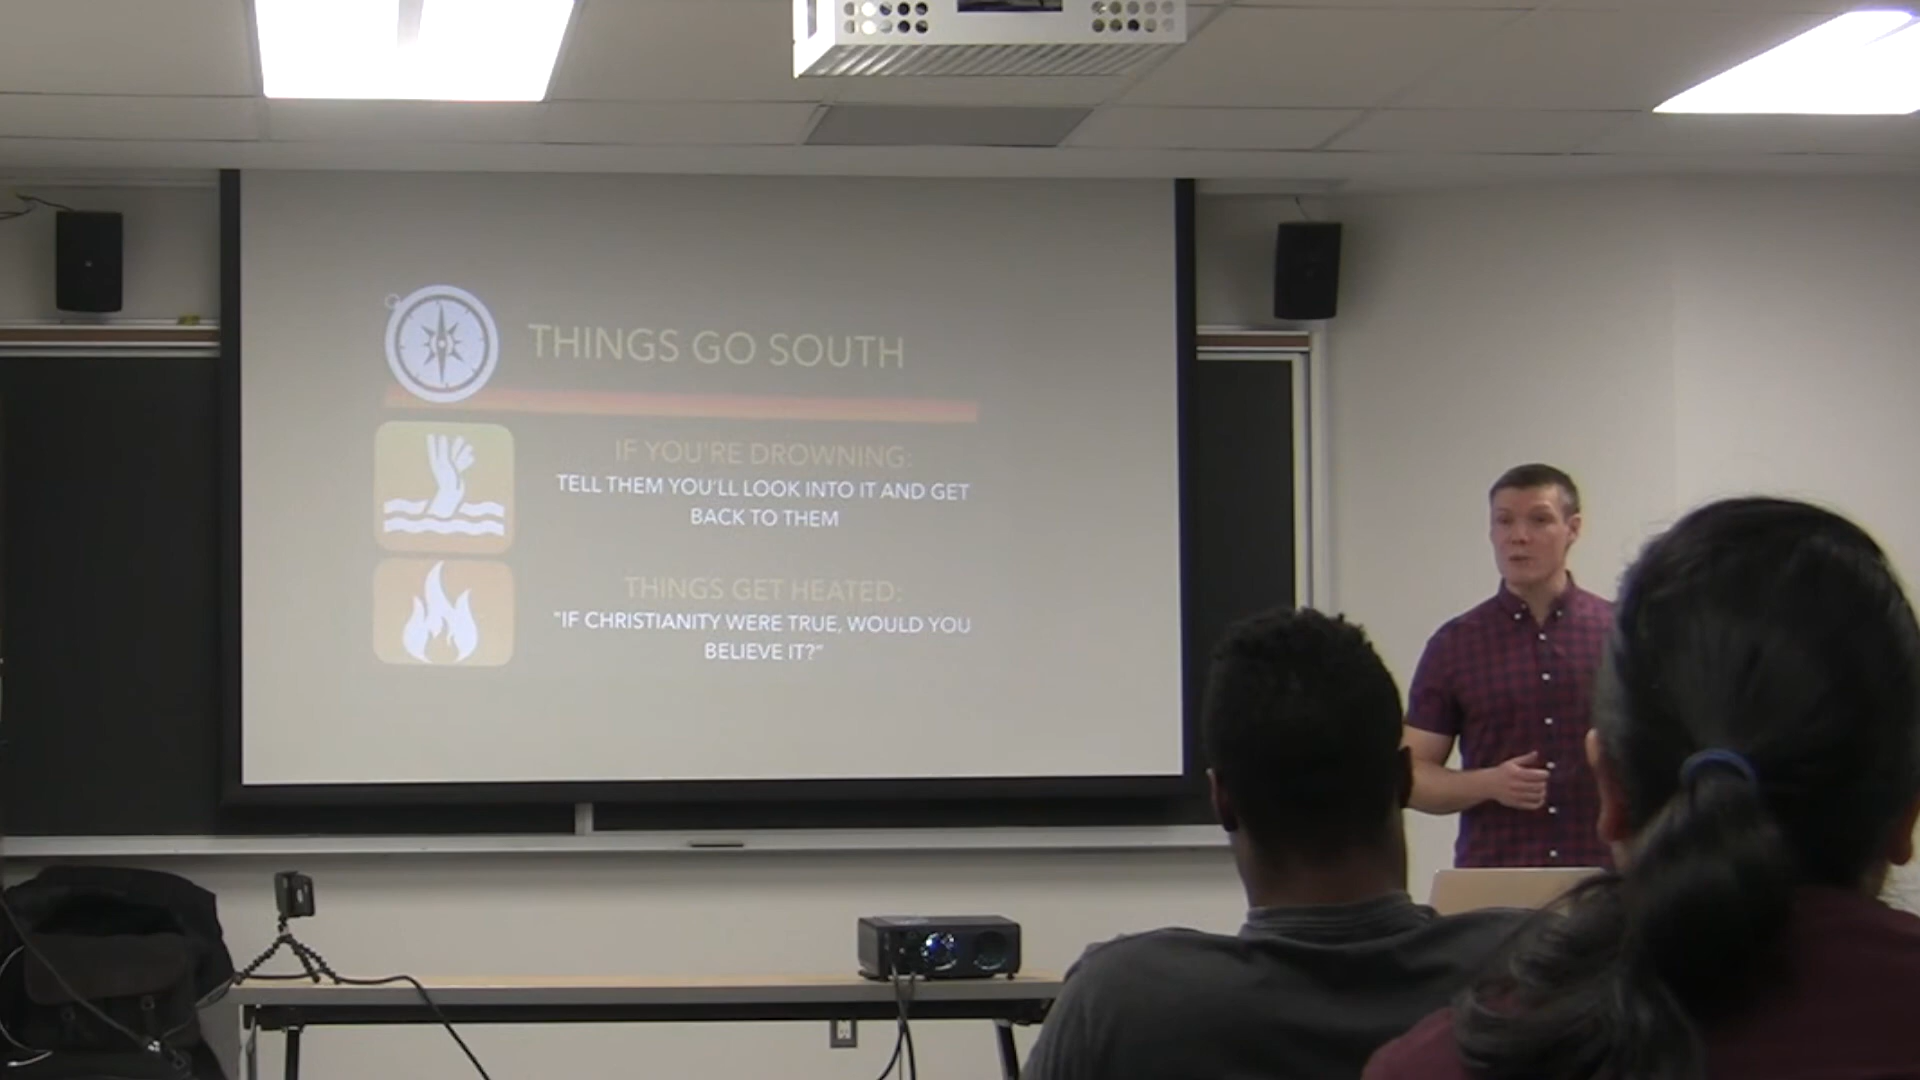 THINGS GO SOUTH
IF YOU'RE DROWNING:
TELL THEM YOU'LL LOOK INTO IT AND GET
BACK TO THEM
THINGS GET HEATED:
"IF CHRISTIANITY WERE TRUE, WOULD YOU
BELIEVE IT?"